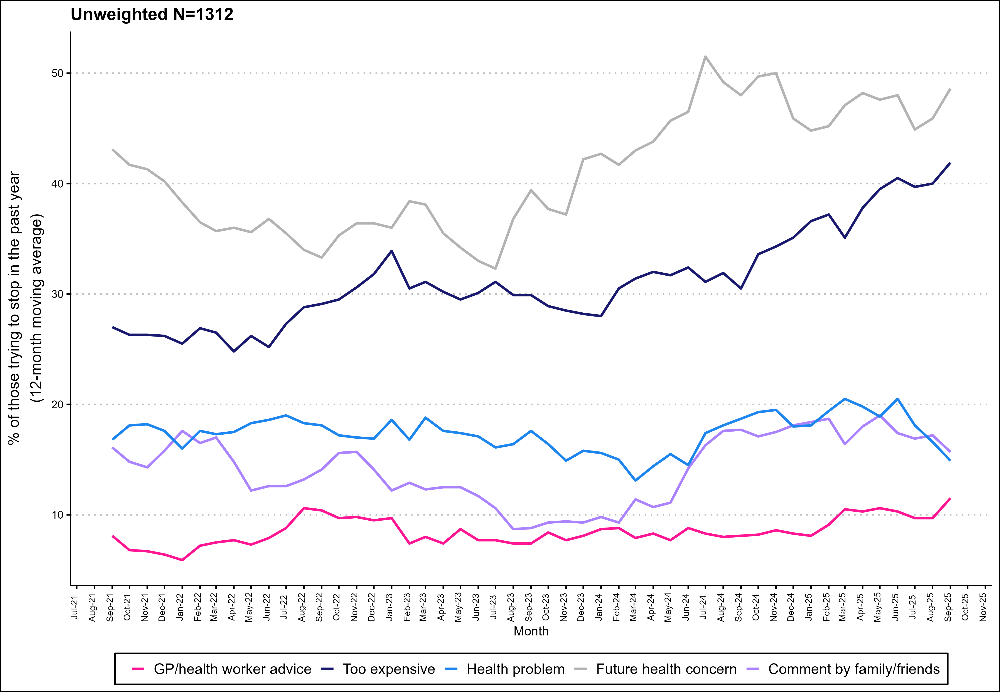 Unweighted N=1312
% of those trying to stop in the past year
(12-month moving average)
50
40
30
20
10
Jul-21
Aug-21
Sep-21
Oct-21
Nov-21
Dec-21
Jan-22
Feb-22
Mar-22
Apr-22
May-22
Jun-22
Jul-22
Aug-22
Sep-22
Oct-22
Nov-22
Dec-22
Jan-23
Feb-23
Mar-23
Apr-23
May-23
Jun-23
Jul-23
Aug-23
Sep-23
Oct-23
Nov-23
Dec-23
Jan-24
Feb-24
Mar-24
Apr-24
May-24
Jun-24
Jul-24
Aug-24
Sep-24
Oct-24
Nov-24
Dec-24
Jan-25
Feb-25
Mar-25
Apr-25
May-25
Jun-25
Jul-25
Aug-25
Sep-25
Oct-25
Nov-25
Month
GP/health worker advice Too expensive Health problem Future health concern Comment by family/friends